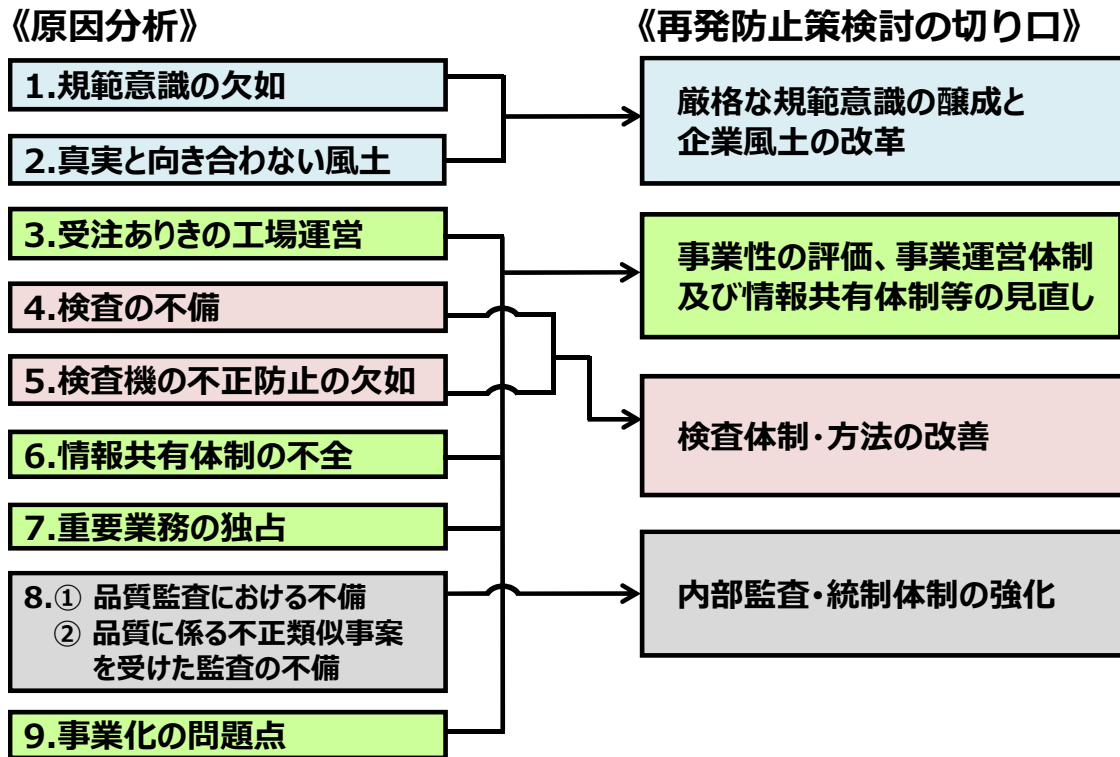 《原因分析》
1.規範意識の欠如
2.真実と向き合わない風土
3.受注ありきの工場運営
4.検査の不備
5.検査機の不正防止の欠如
6.情報共有体制の不全
7.重要業務の独占
8.① 品質監査における不備
② 品質に係る不正類似事案
を受けた監査の不備
9.事業化の問題点
《再発防止策検討の切り口》
厳格な規範意識の醸成と
企業風土の改革
事業性の評価、事業運営体制
及び情報共有体制等の見直し
検査体制・方法の改善
内部監査・統制体制の強化